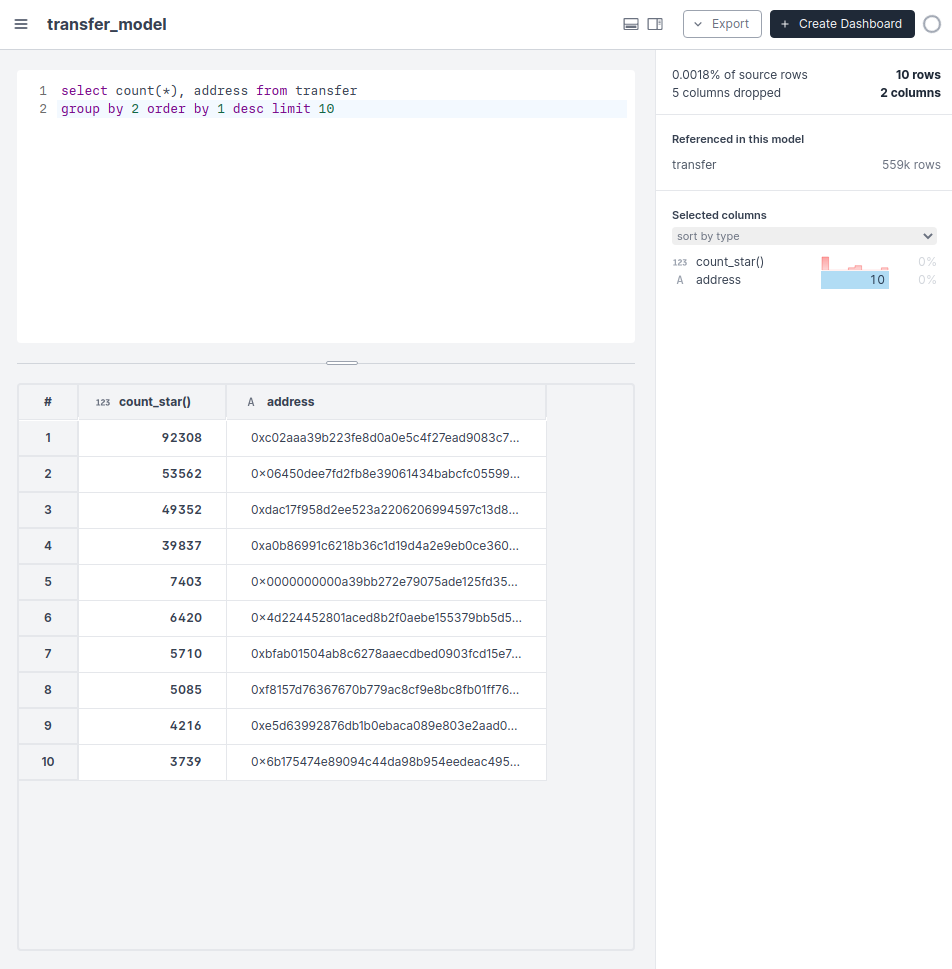 transfer_model
Export
+ Create Dashboard
1 select count(*), address from transfer
2 group by 2 order by 1 desc limit 10
0.0018% of source rows 10 rows
5 columns dropped 2 columns
Referenced in this model
transfer 559k rows
Selected columns
sort by type
123 count_star() 0%
A address 10 0%
# 123 count_star() A address
1 92308 0xc02aaa39b223fe8d0a0e5c4f27ead9083c7...
2 53562 0x06450dee7fd2fb8e39061434babcfc05599...
3 49352 0xdac17f958d2ee523a2206206994597c13d8...
4 39837 0xa0b86991c6218b36c1d19d4a2e9eb0ce360...
5 7403 0x0000000000a39bb272e79075ade125fd35...
6 6420 0x4d224452801aced8b2f0aebe155379bb5d5...
7 5710 0xbfab01504ab8c6278aaecdbed0903fcd15e7...
8 5085 0xf8157d76367670b779ac8cf9e8bc8fb01ff76...
9 4216 0xe5d63992876db1b0ebaca089e803e2aad0...
10 3739 0x6b175474e89094c44da98b954eedeac495...